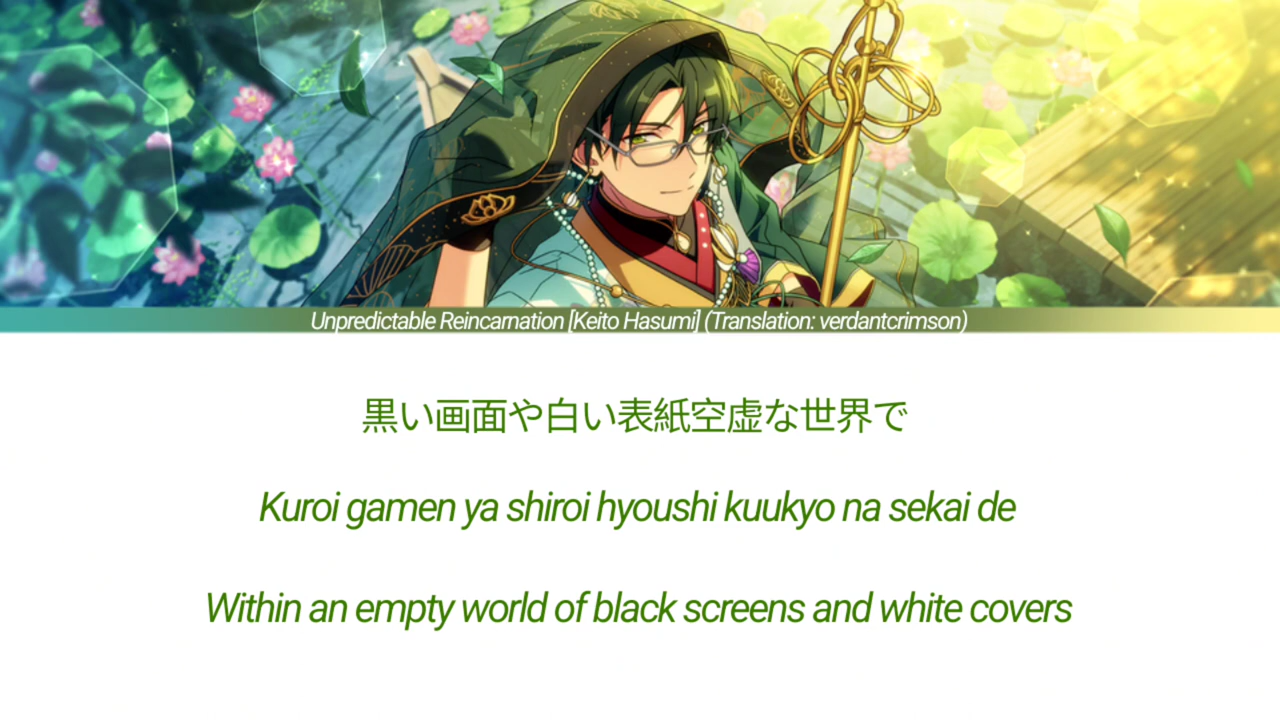 Unpredictable Reincarnation [Keito Hasumi] (Translation: verdantcrimson)
黒い画面や白い表紙空虚な世界で
Kuroi gamen ya shiroi hyoushi kuukyo na sekai de
Within an empty world of black screens and white covers